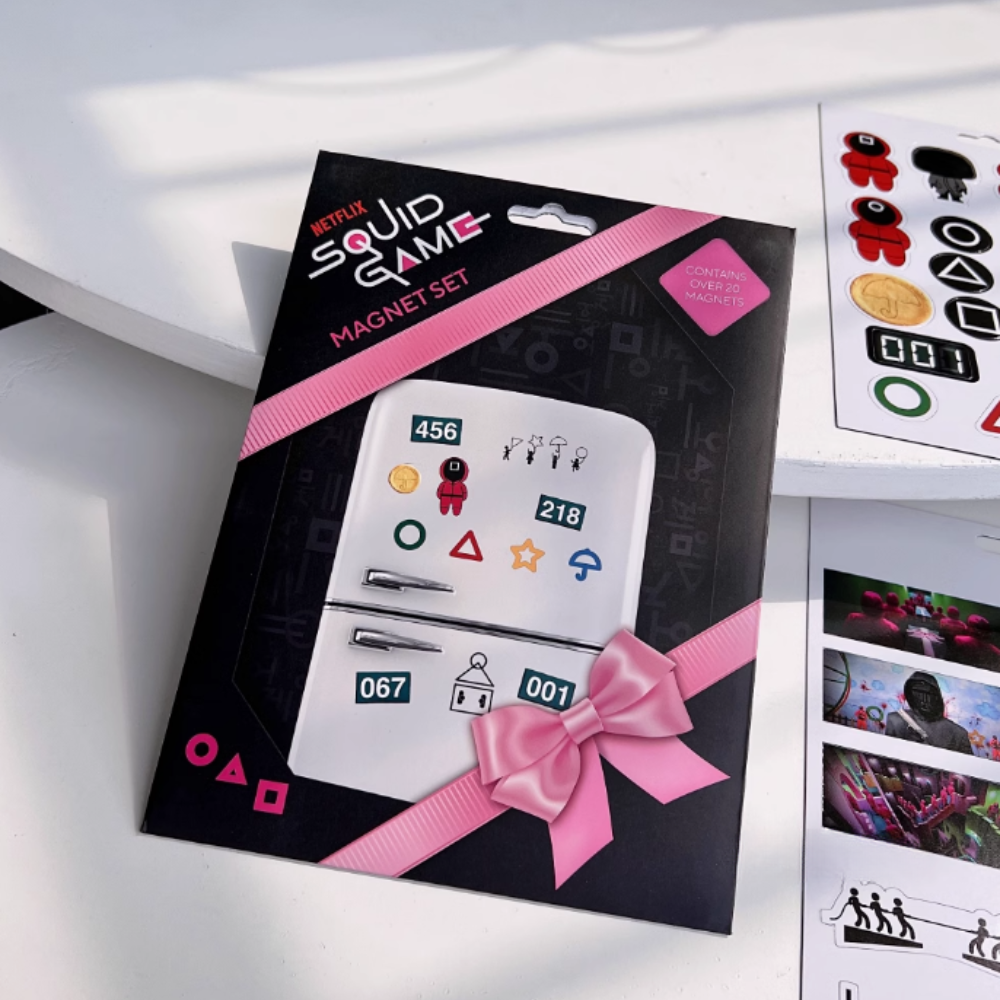 NETFLIX
SQUID
GAME
MAGNET SET
CONTAINS
OVER 20
MAGNETS
456
218
067
001
001